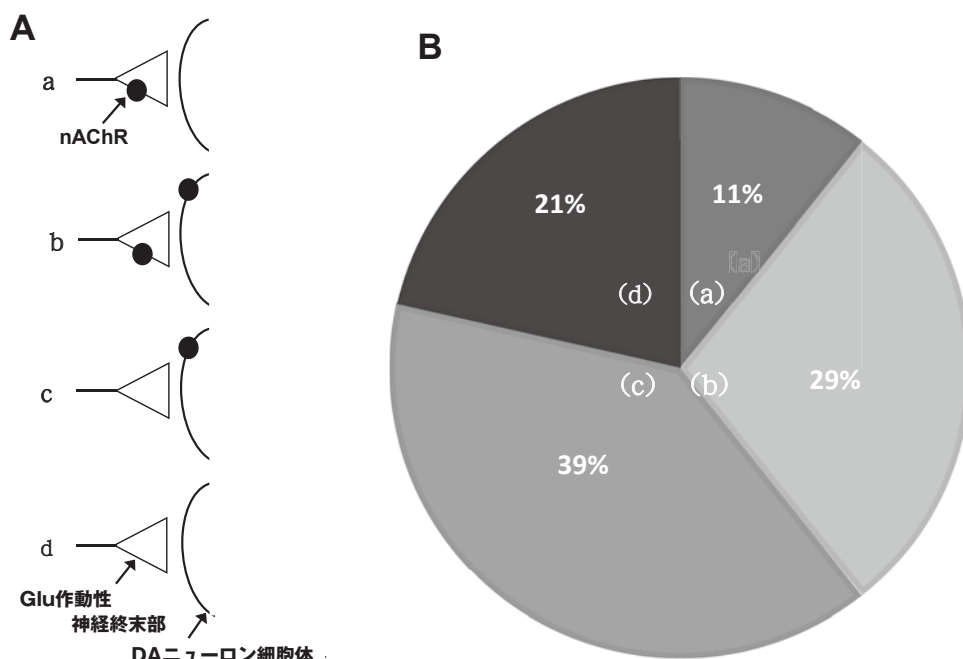 A
a
nAChR
b
c
d
Glu作動性
神経終末部
DAニューロン細胞体
B
21%
11%
(a)
(d)
(a)
(c)
(b)
29%
39%